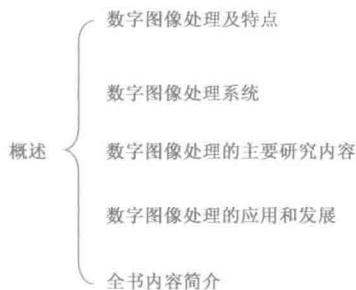 数字图像处理及特点
数字图像处理系统
概述
数字图像处理的主要研究内容
数字图像处理的应用和发展
全书内容简介